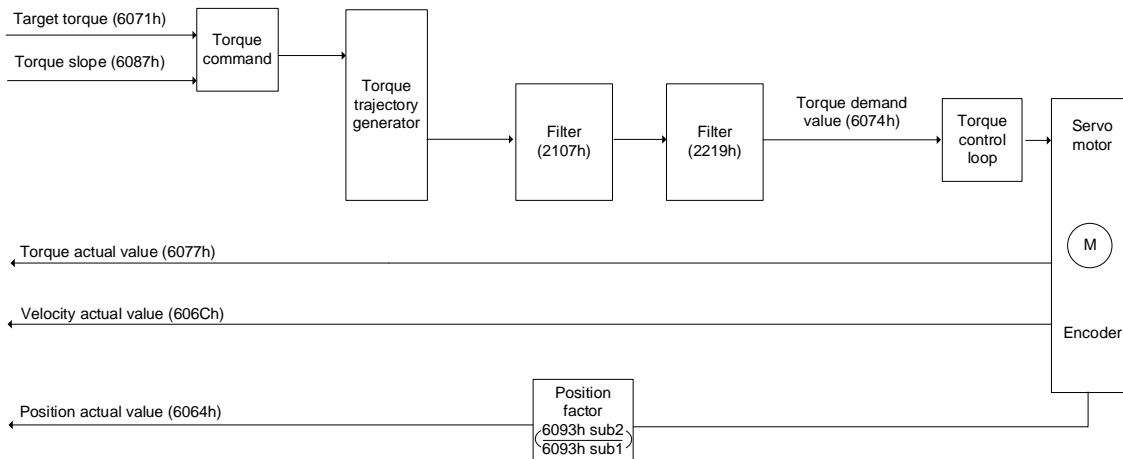 Target torque (6071h)
Torque slope (6087h)
Torque
command
Torque
trajectory
generator
Filter
(2107h)
Filter
(2219h)
Torque demand
value (6074h)
Torque
control
loop
Servo
motor
M
Encoder
Torque actual value (6077h)
Velocity actual value (606Ch)
Position actual value (6064h)
Position
factor
(6093h sub2
6093h sub1)